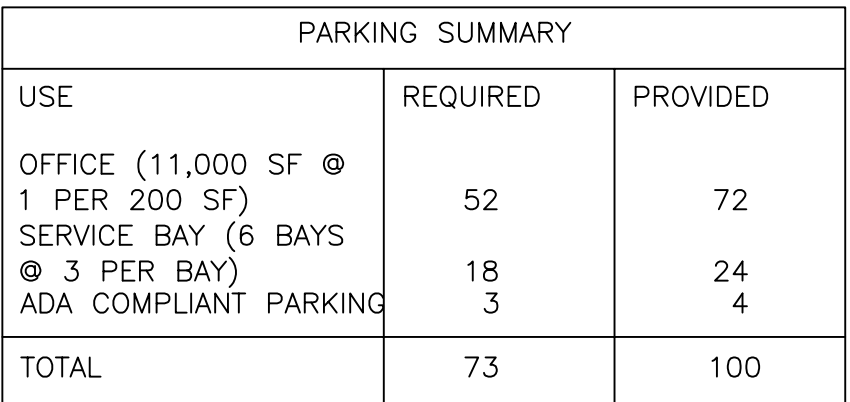 PARKING SUMMARY
USE REQUIRED PROVIDED
OFFICE (11,000 SF @
1 PER 200 SF) 52 72
SERVICE BAY (6 BAYS
@ 3 PER BAY) 18 24
ADA COMPLIANT PARKING 3 4
TOTAL 73 100